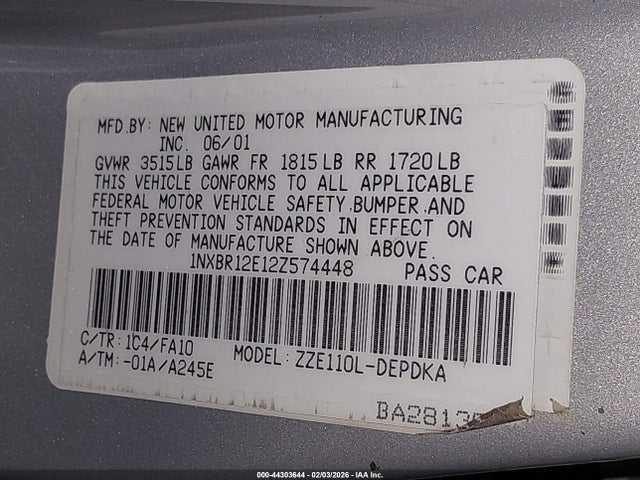 MFD.BY: NEW UNITED MOTOR MANUFACTURING
INC. 06/01
GVWR 3515LB GAWR FR 1815LB RR 1720LB
THIS VEHICLE CONFORMS TO ALL APPLICABLE
FEDERAL MOTOR VEHICLE SAFETY,BUMPER,AND
THEFT PREVENTION STANDARDS IN EFFECT ON
THE DATE OF MANUFACTURE SHOWN ABOVE.
1NXBR12E12Z574448 PASS CAR
C/TR: 1C4/FA10
A/TM: -01A/A245E
MODEL: ZZE110L-DEPDKA
000-44303644 - 02/03/2026 - IAA Inc.